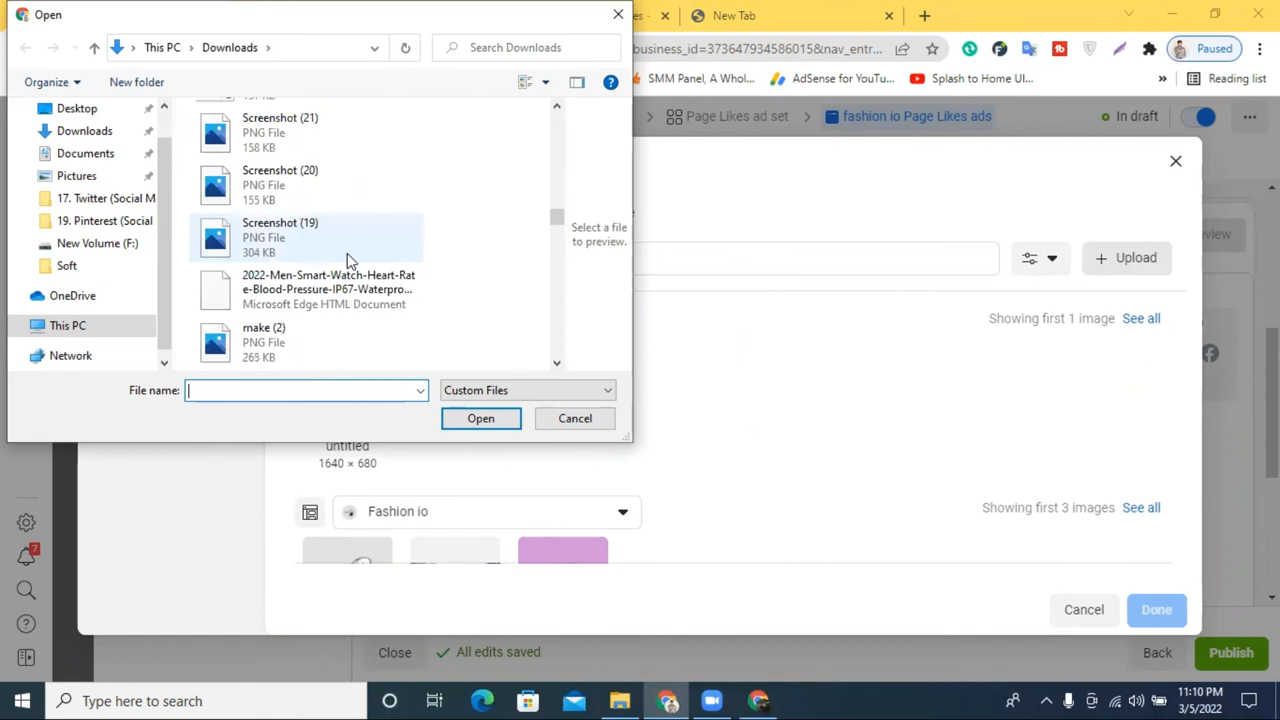 Open
es -
New Tab
This PC
Downloads
Search Downloads
business_id=373647934586015&nav_entr...
Paused
Organize
New folder
SMM Panel, A Whol...
AdSense for YouTu...
Splash to Home UI...
Reading list
Desktop
Downloads
Documents
Pictures
17. Twitter (Social M
19. Pinterest (Social
New Volume (F:)
Soft
OneDrive
This PC
Network
Screenshot (21)
PNG File
158 KB
Screenshot (20)
PNG File
155 KB
Screenshot (19)
PNG File
304 KB
2022-Men-Smart-Watch-Heart-Rat
e-Blood-Pressure-IP67-Waterpro...
Microsoft Edge HTML Document
make (2)
PNG File
265 KB
Select a file
to preview.
File name:
Custom Files
Open
Cancel
Page Likes ad set
fashion io Page Likes ads
In draft
Upload
Showing first 1 image
See all
untitled
1640 × 680
Fashion io
Showing first 3 images
See all
Cancel
Done
7
Close
All edits saved
Back
Publish
Type here to search
11:10 PM
3/5/2022